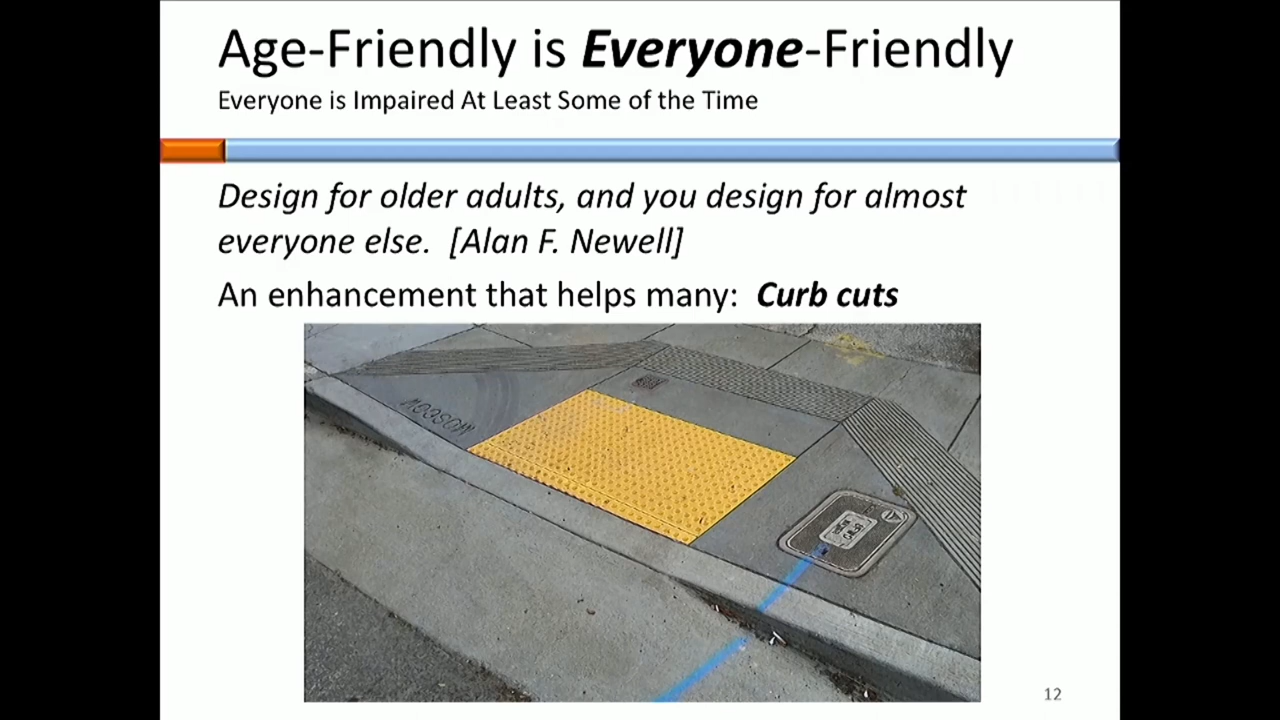 Age-Friendly is Everyone-Friendly
Everyone is Impaired At Least Some of the Time
Design for older adults, and you design for almost
everyone else. [Alan F. Newell]
An enhancement that helps many: Curb cuts
MOSCOW
12